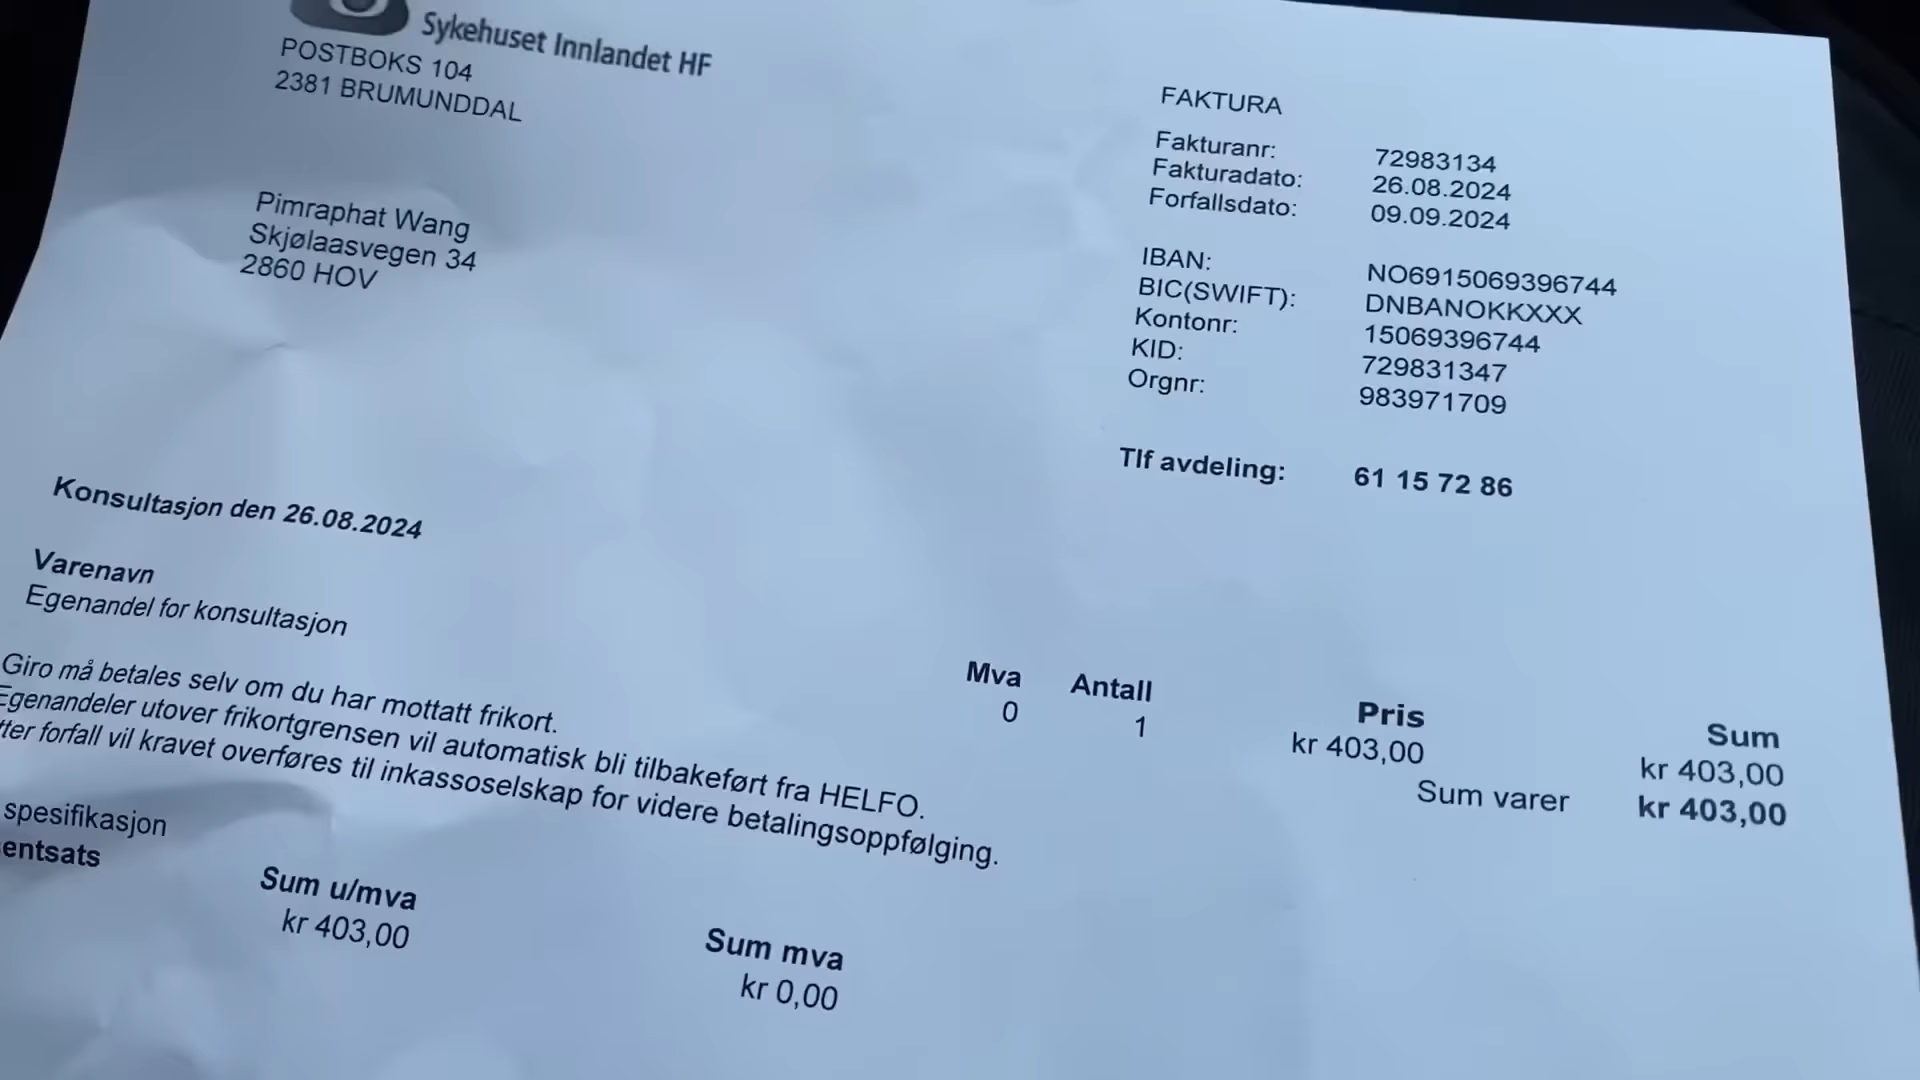 Sykehuset Innlandet HF
POSTBOKS 104
2381 BRUMUNDDAL
Pimraphat Wang
Skjølaasvegen 34
2860 HOV
FAKTURA
Fakturanr: 72983134
Fakturadato: 26.08.2024
Forfallsdato: 09.09.2024
IBAN: NO6915069396744
BIC(SWIFT): DNBANOKKXXX
Kontonr: 15069396744
KID: 729831347
Orgnr: 983971709
Tlf avdeling: 61 15 72 86
Konsultasjon den 26.08.2024
Varenavn Mva Antall Pris Sum
Egenandel for konsultasjon 0 1 kr 403,00 kr 403,00
Sum varer kr 403,00
Giro må betales selv om du har mottatt frikort.
Egenandeler utover frikortgrensen vil automatisk bli tilbakeført fra HELFO.
tter forfall vil kravet overføres til inkassoselskap for videre betalingsoppfølging.
spesifikasjon
entsats Sum u/mva Sum mva
kr 403,00 kr 0,00